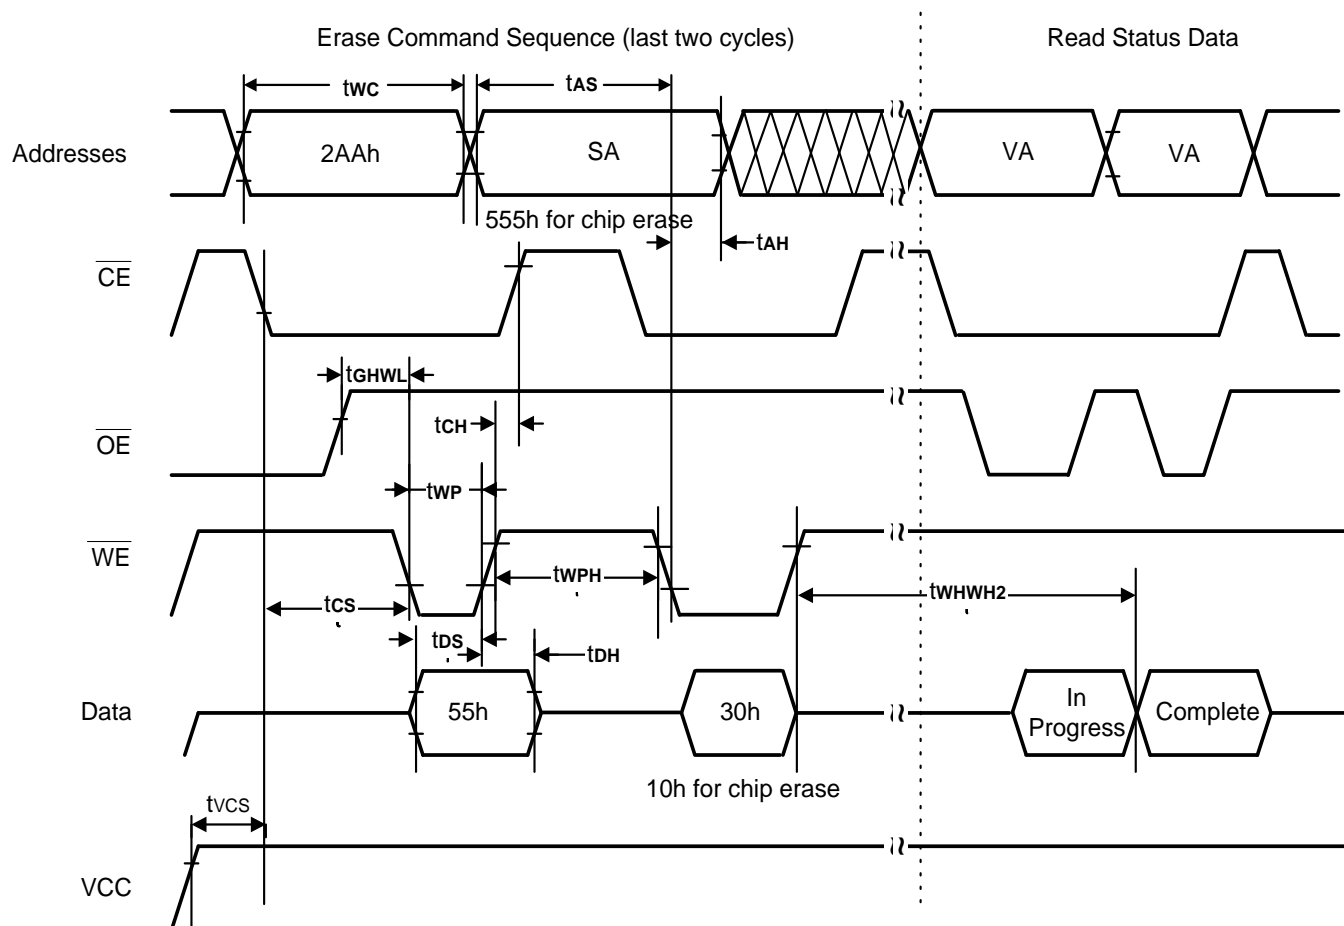 Erase Command Sequence (last two cycles)
Read Status Data
tWC
tAS
Addresses
2AAh
SA
VA
VA
555h for chip erase
tAH
CE
tGHWL
tCH
OE
tWP
WE
tWPH
tWHWH2
tCS
tDS
tDH
Data
55h
30h
In
Progress
Complete
10h for chip erase
tVCS
VCC